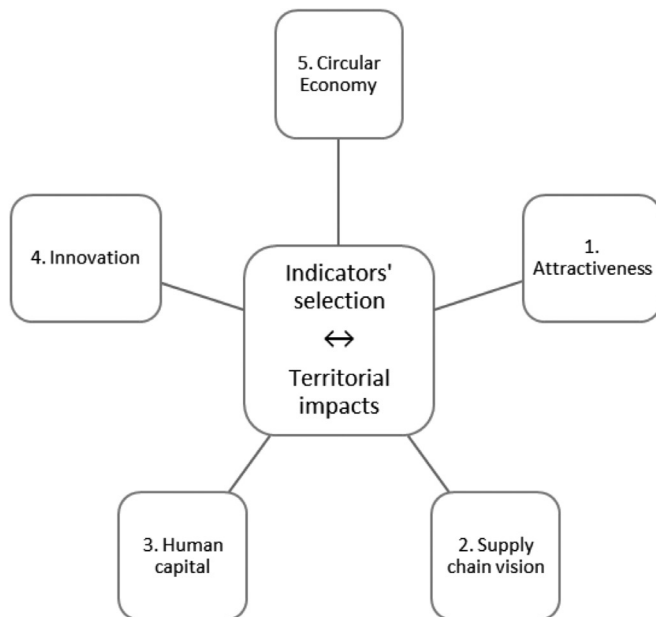 5. Circular
Economy
4. Innovation
1.
Attractiveness
Indicators'
selection
↔
Territorial
impacts
3. Human
capital
2. Supply
chain vision